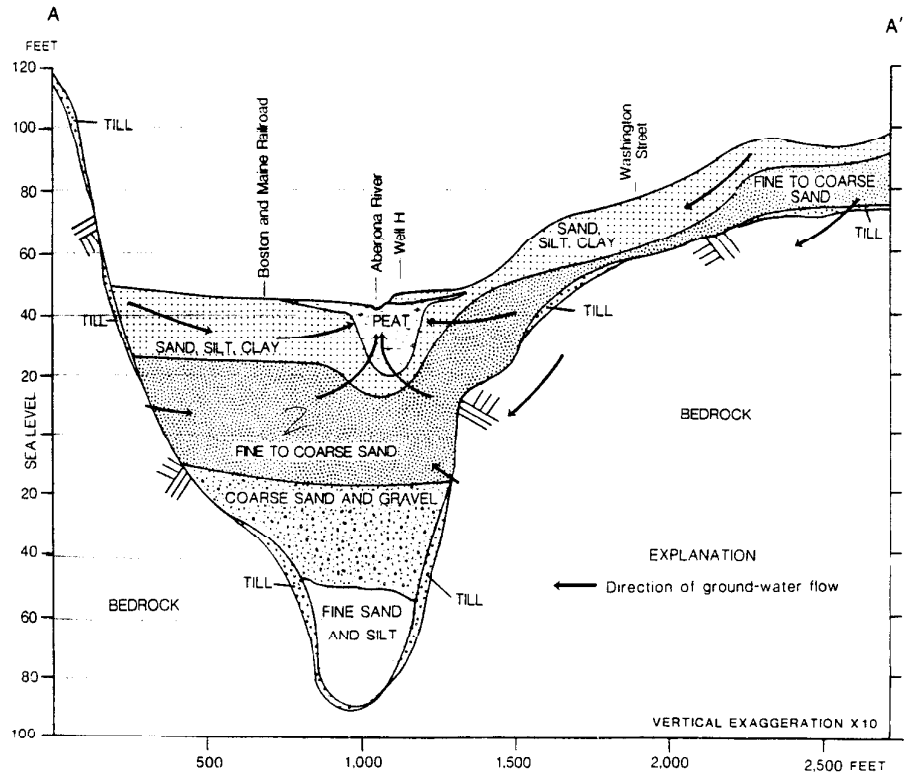 A
A'
FEET
120
100
80
60
40
20
SEA LEVEL
20
40
60
80
100
TILL
Boston and Maine Railroad
Aberona River
Well H
Washington
Street
FINE TO COARSE
SAND
TILL
SAND,
SILT, CLAY
TILL
PEAT
TILL
SAND, SILT, CLAY
BEDROCK
FINE TO COARSE SAND
COARSE SAND AND GRAVEL
EXPLANATION
Direction of ground-water flow
TILL
TILL
BEDROCK
FINE SAND
AND SILT
VERTICAL EXAGGERATION X10
500
1,000
1,500
2,000
2,500 FEET